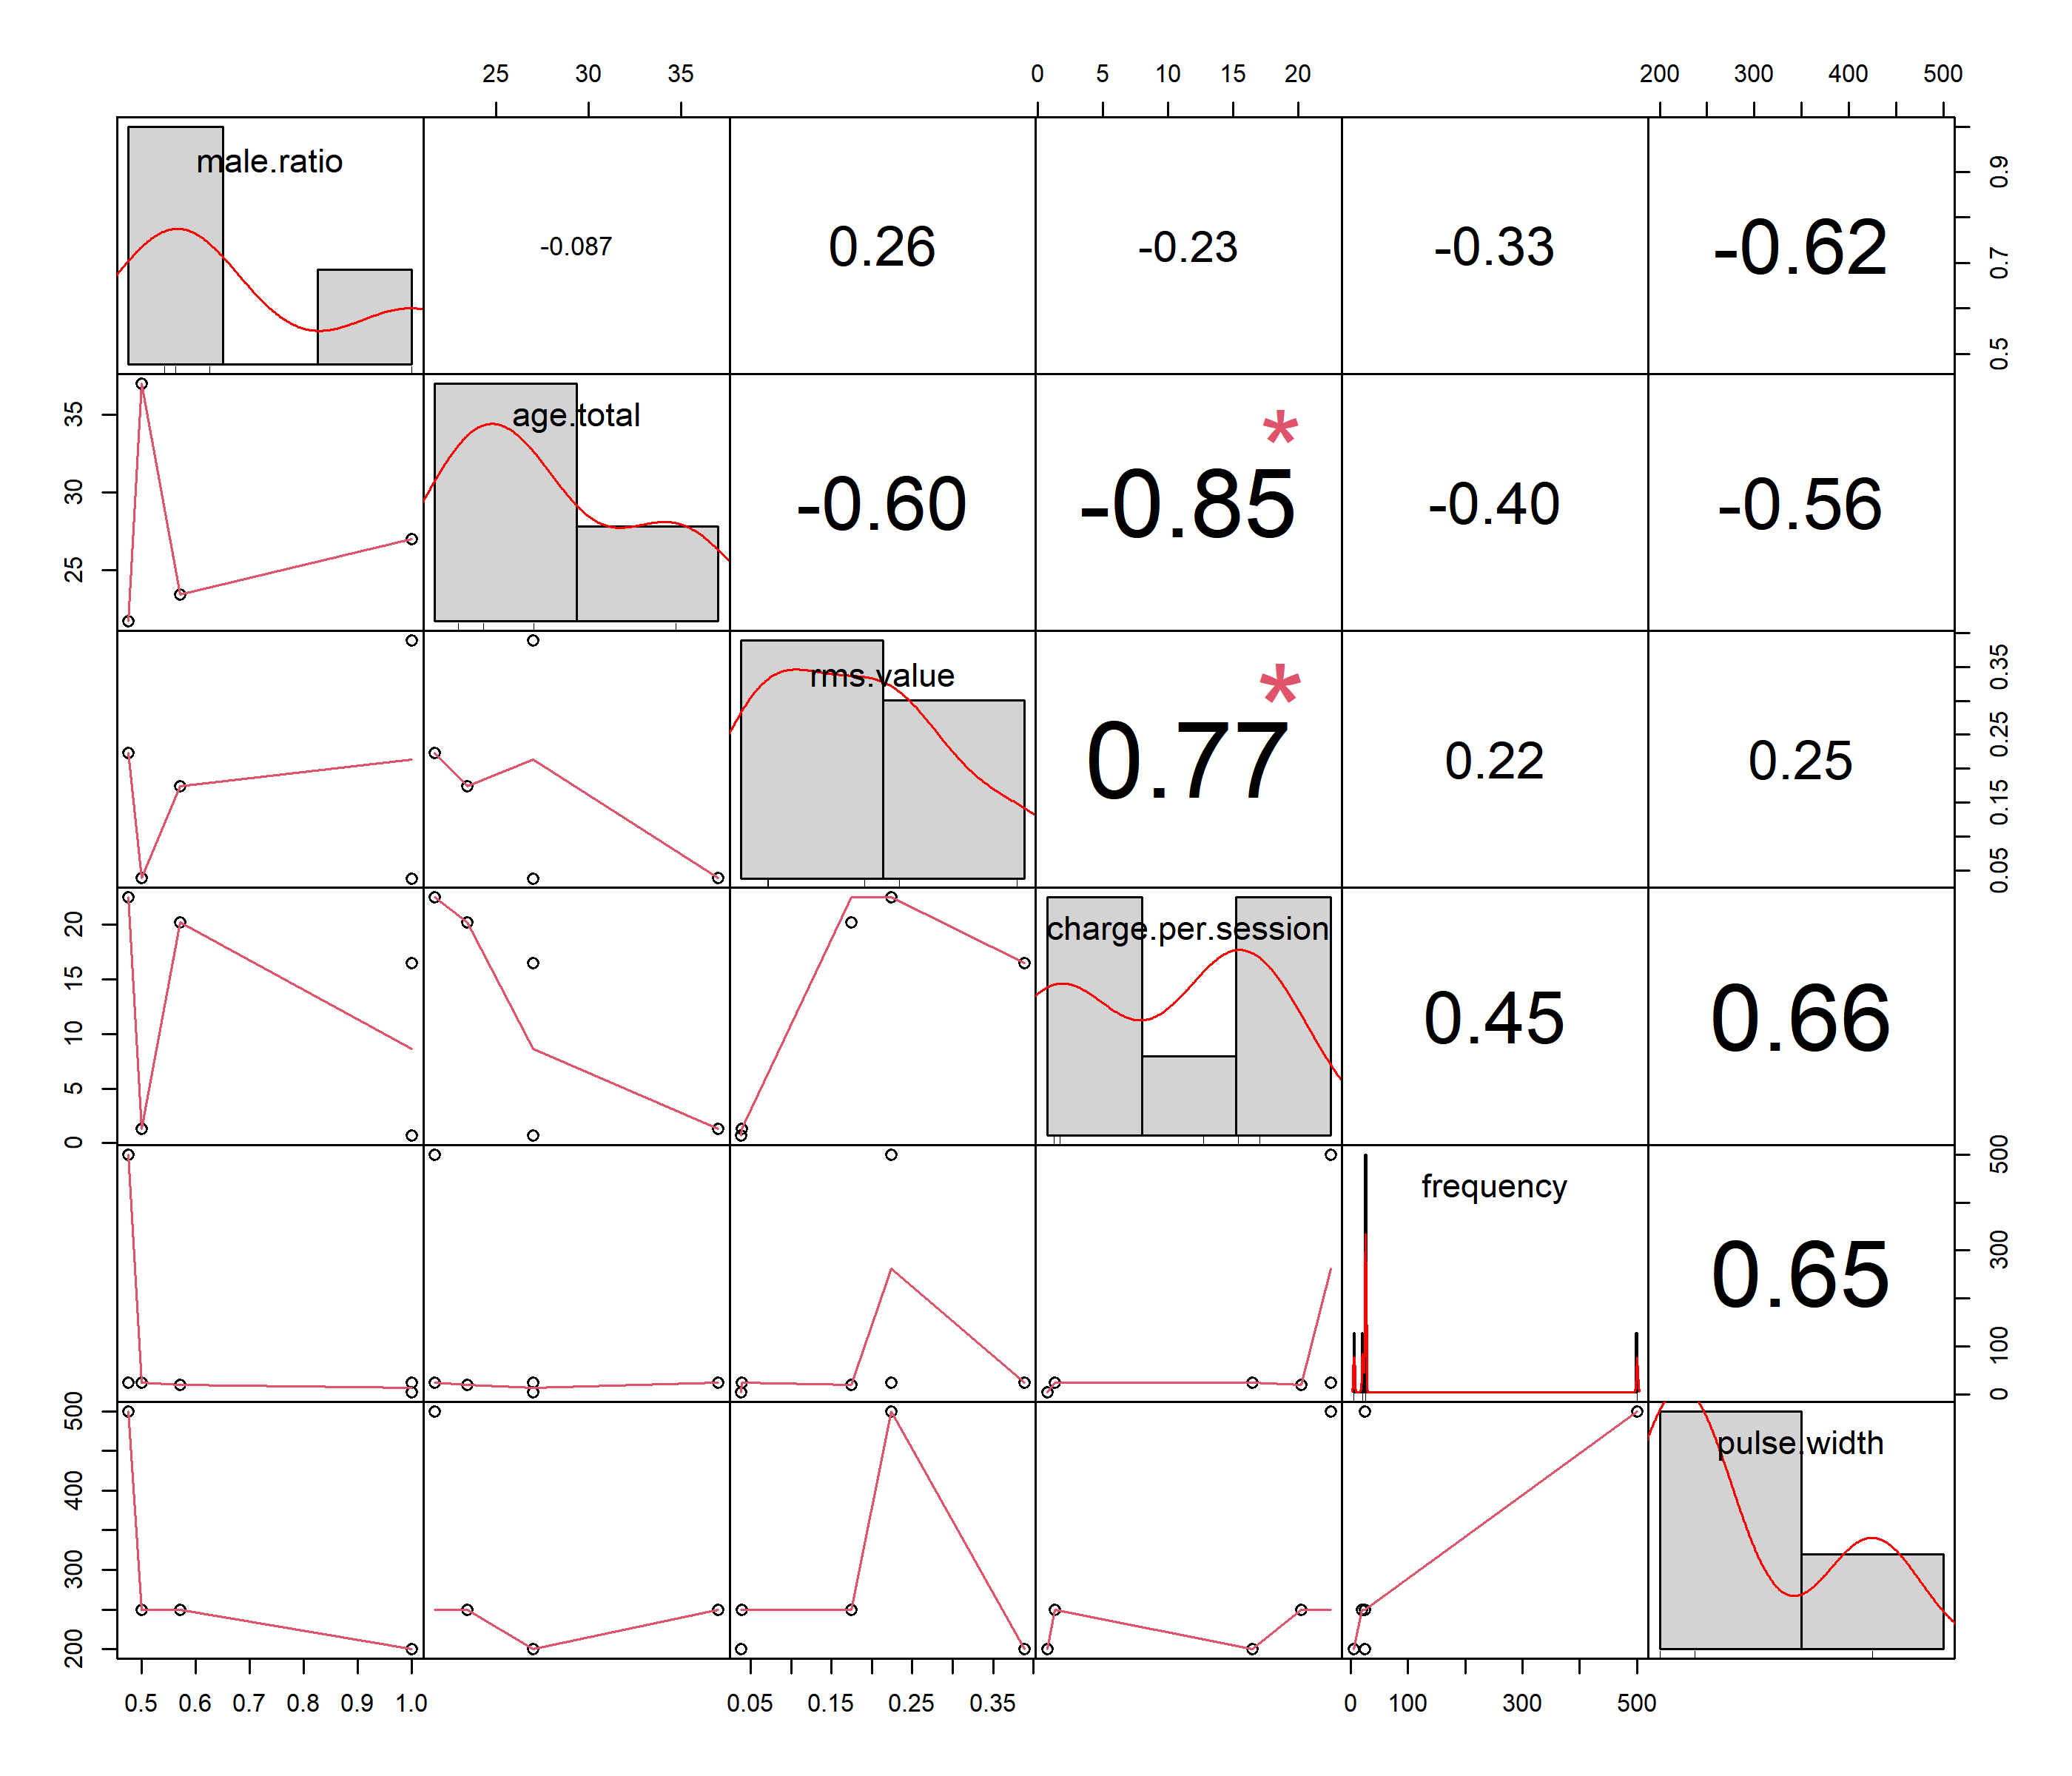 25 30 35 0 5 10 15 20 200 300 400 500
male.ratio -0.087 0.26 -0.23 -0.33 -0.62
0.5 0.7 0.9
age.total -0.60 -0.85 * -0.40 -0.56
25 30 35
rms.value 0.77 * 0.22 0.25
0.05 0.15 0.25 0.35
charge.per.session 0.45 0.66
0 5 10 15 20
frequency 0.65
0 100 300 500
pulse.width
200 300 400 500
0.5 0.6 0.7 0.8 0.9 1.0 0.05 0.15 0.25 0.35 0 100 300 500